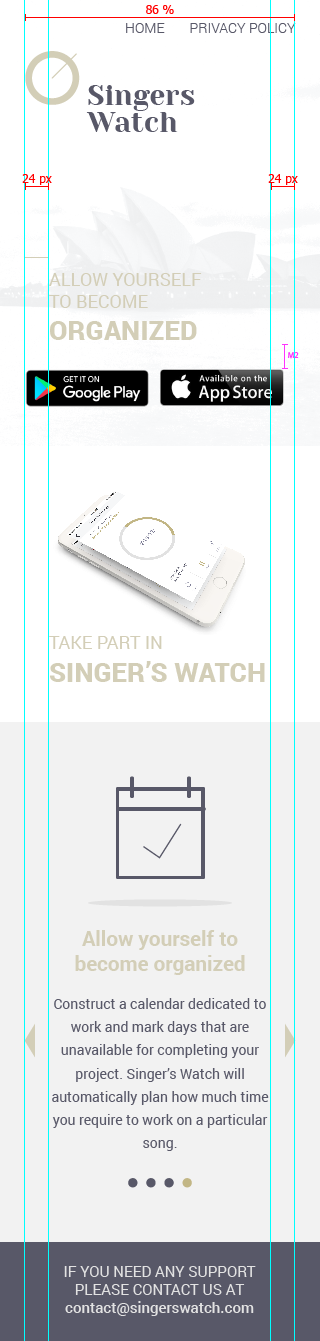 86 %
HOME PRIVACY POLICY
Singers
Watch
24 px 24 px
ALLOW YOURSELF
TO BECOME
ORGANIZED
M2
GET IT ON
Google Play
Available on the
App Store
TAKE PART IN
SINGER’S WATCH
Allow yourself to
become organized
Construct a calendar dedicated to
work and mark days that are
unavailable for completing your
project. Singer’s Watch will
automatically plan how much time
you require to work on a particular
song.
IF YOU NEED ANY SUPPORT
PLEASE CONTACT US AT
contact@singerswatch.com